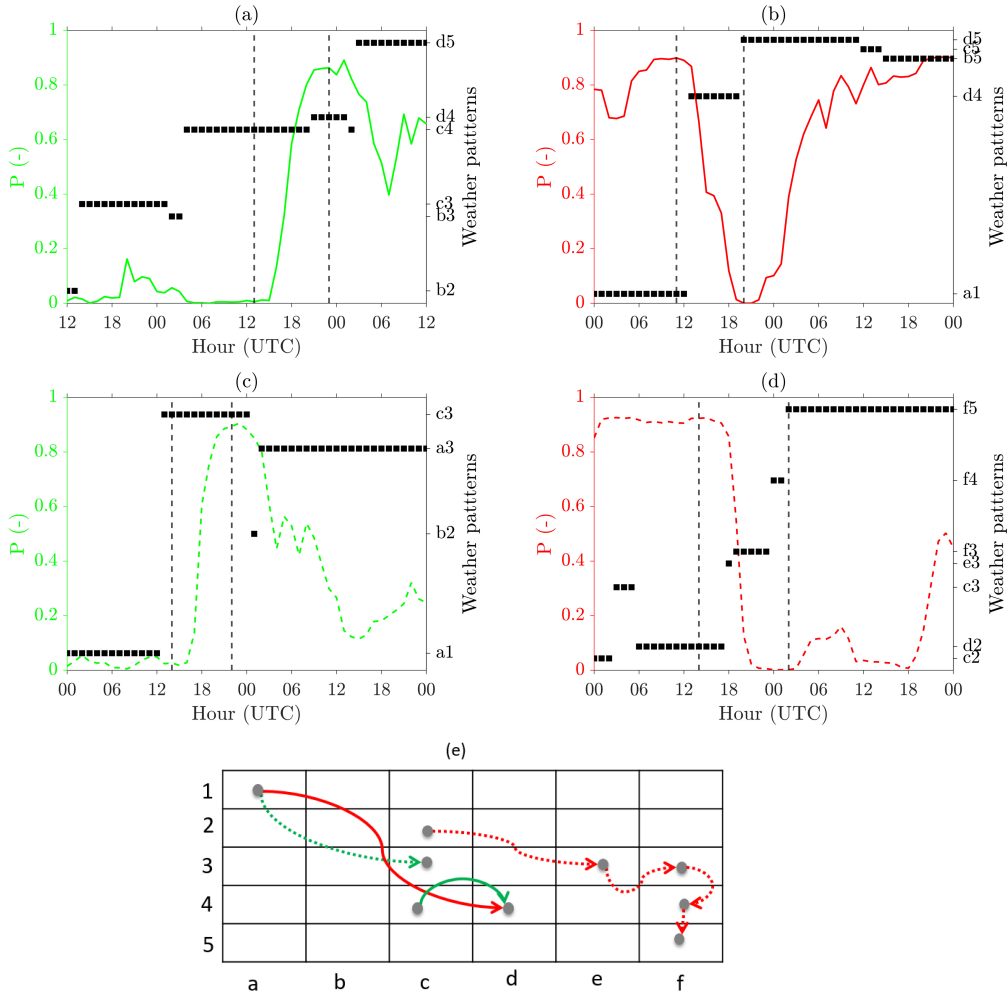 (a)
1
0.8
0.6
0.4
0.2
0
P (-)
d5
d4
c4
c3
b3
b2
Weather pattterns
12 18 00 06 12 18 00 06 12
Hour (UTC)
(b)
1
0.8
0.6
0.4
0.2
0
P (-)
d5
c5
b5
d4
a1
Weather pattterns
00 06 12 18 00 06 12 18 00
Hour (UTC)
(c)
1
0.8
0.6
0.4
0.2
0
P (-)
c3
a3
b2
a1
Weather pattterns
00 06 12 18 00 06 12 18 00
Hour (UTC)
(d)
1
0.8
0.6
0.4
0.2
0
P (-)
f5
f4
f3
e3
c3
d2
c2
Weather pattterns
00 06 12 18 00 06 12 18 00
Hour (UTC)
(e)
1
2
3
4
5
a b c d e f